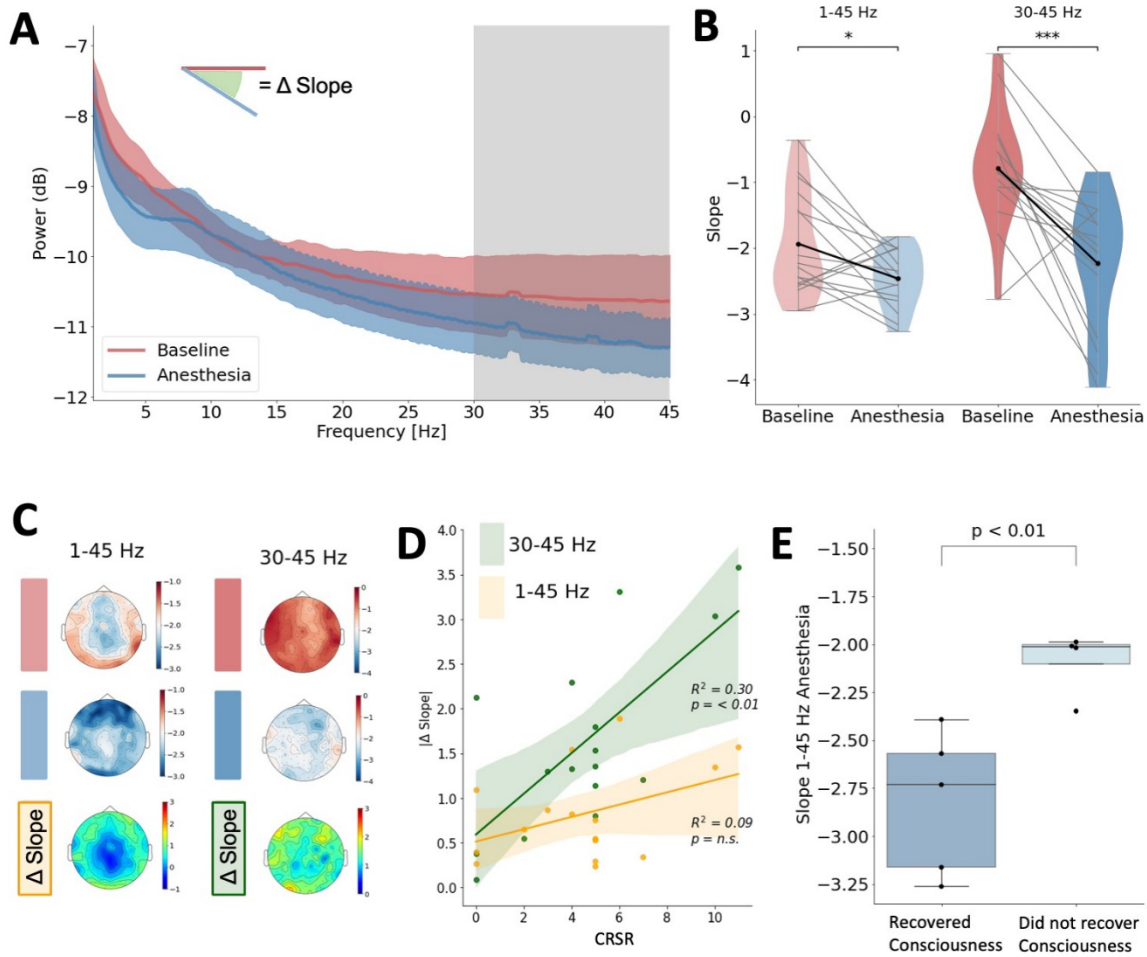 A
−7
−8
−9
−10
−11
−12
Power (dB)
= Δ Slope
Baseline
Anesthesia
5 10 15 20 25 30 35 40 45
Frequency [Hz]
B
1-45 Hz 30-45 Hz
* ***
1
0
−1
−2
−3
−4
Slope
Baseline Anesthesia Baseline Anesthesia
C
1-45 Hz 30-45 Hz
−1.0
−1.5
−2.0
−2.5
−3.0
0
−1
−2
−3
−4
−1.0
−1.5
−2.0
−2.5
−3.0
0
−1
−2
−3
−4
Δ Slope
3
2
1
0
−1
Δ Slope
3
2
1
0
D
30-45 Hz
1-45 Hz
4.0
3.5
3.0
2.5
2.0
1.5
1.0
0.5
0.0
|Δ Slope|
R² = 0.30
p = < 0.01
R² = 0.09
p = n.s.
0 2 4 6 8 10
CRSR
E
p < 0.01
−1.50
−1.75
−2.00
−2.25
−2.50
−2.75
−3.00
−3.25
Slope 1-45 Hz Anesthesia
Recovered Did not recover
Consciousness Consciousness